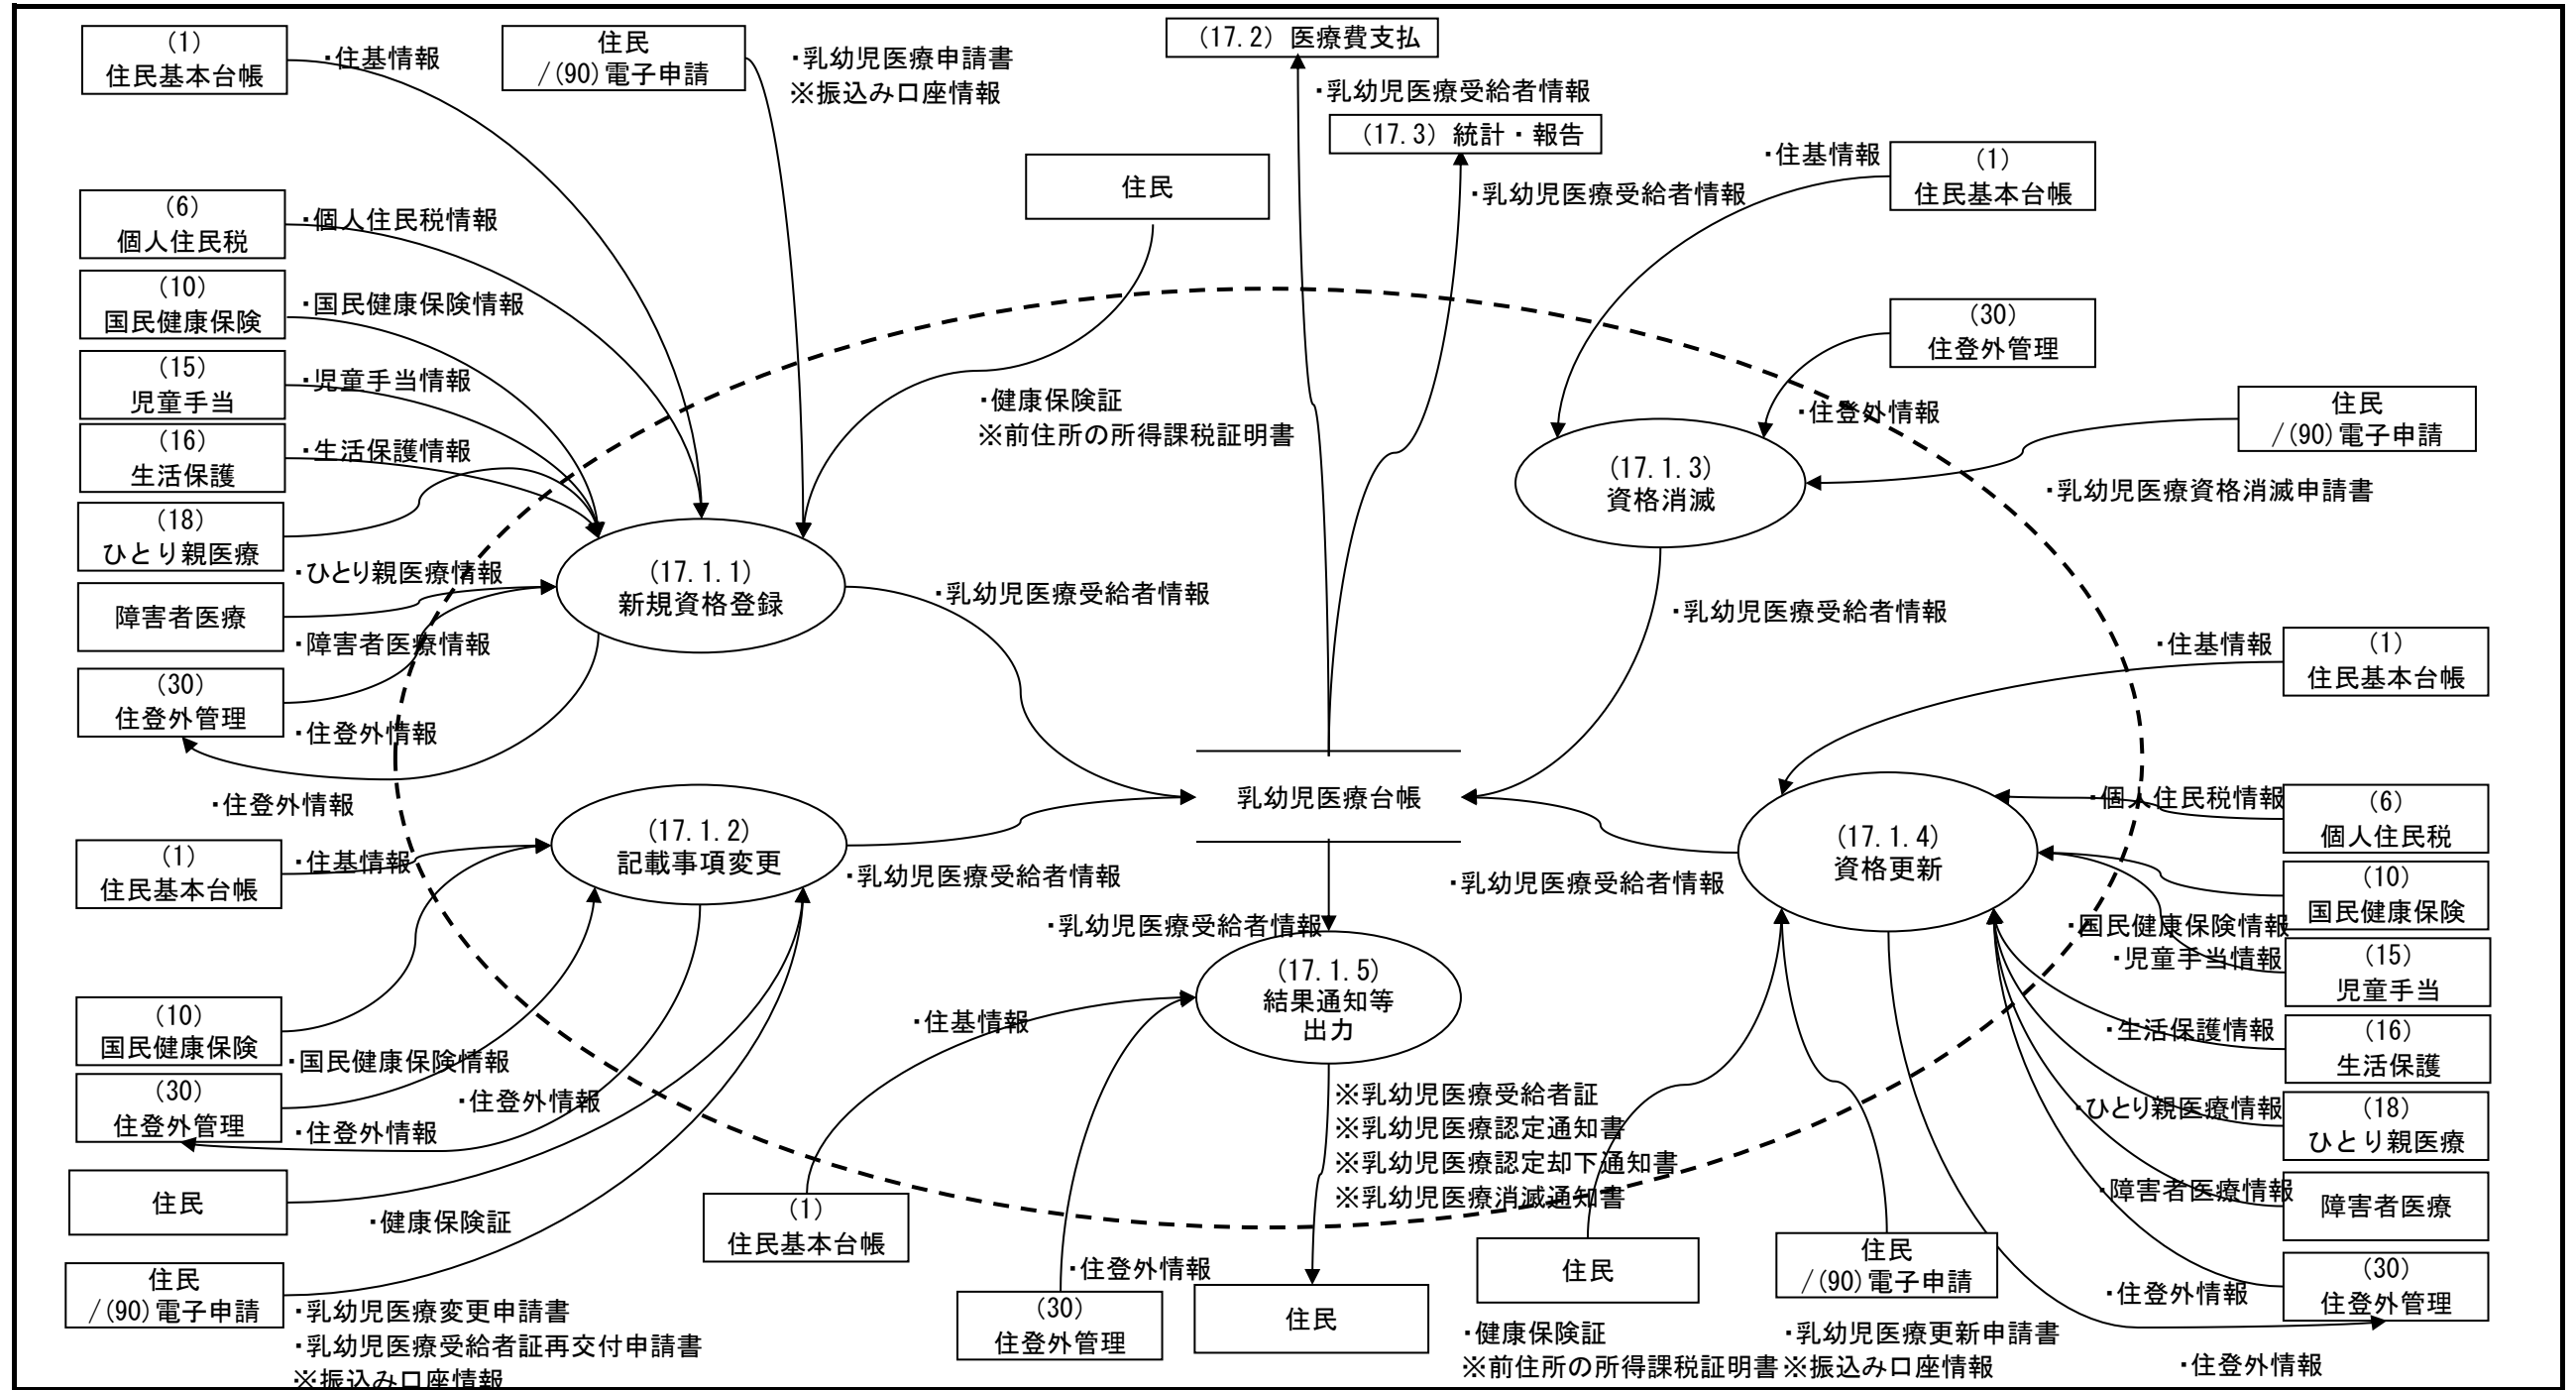 (1)
住民基本台帳
・住基情報
住民
/(90)電子申請
・乳幼児医療申請書
※振込み口座情報
(17.2) 医療費支払
・乳幼児医療受給者情報
(17.3) 統計・報告
・乳幼児医療受給者情報
住民
・健康保険証
※前住所の所得課税証明書
・住基情報
(1)
住民基本台帳
(30)
住登外管理
・住登外情報
住民
/(90)電子申請
・乳幼児医療資格消滅申請書
(17.1.3)
資格消滅
・乳幼児医療受給者情報
(6)
個人住民税
・個人住民税情報
(10)
国民健康保険
・国民健康保険情報
(15)
児童手当
・児童手当情報
(16)
生活保護
・生活保護情報
(18)
ひとり親医療
・ひとり親医療情報
障害者医療
・障害者医療情報
(30)
住登外管理
・住登外情報
・住登外情報
(17.1.1)
新規資格登録
・乳幼児医療受給者情報
乳幼児医療台帳
(1)
住民基本台帳
・住基情報
(17.1.2)
記載事項変更
・乳幼児医療受給者情報
(10)
国民健康保険
・国民健康保険情報
(30)
住登外管理
・住登外情報
・住登外情報
住民
・健康保険証
住民
/(90)電子申請
・乳幼児医療変更申請書
・乳幼児医療受給者証再交付申請書
※振込み口座情報
・乳幼児医療受給者情報
(17.1.5)
結果通知等
出力
・住基情報
(1)
住民基本台帳
・住登外情報
(30)
住登外管理
※乳幼児医療受給者証
※乳幼児医療認定通知書
※乳幼児医療認定却下通知書
※乳幼児医療消滅通知書
住民
・乳幼児医療受給者情報
(17.1.4)
資格更新
・住基情報
(1)
住民基本台帳
・個人住民税情報
(6)
個人住民税
(10)
国民健康保険
・国民健康保険情報
・児童手当情報
(15)
児童手当
・生活保護情報
(16)
生活保護
・ひとり親医療情報
(18)
ひとり親医療
・障害者医療情報
障害者医療
・住登外情報
(30)
住登外管理
・住登外情報
住民
・健康保険証
※前住所の所得課税証明書
住民
/(90)電子申請
・乳幼児医療更新申請書
※振込み口座情報